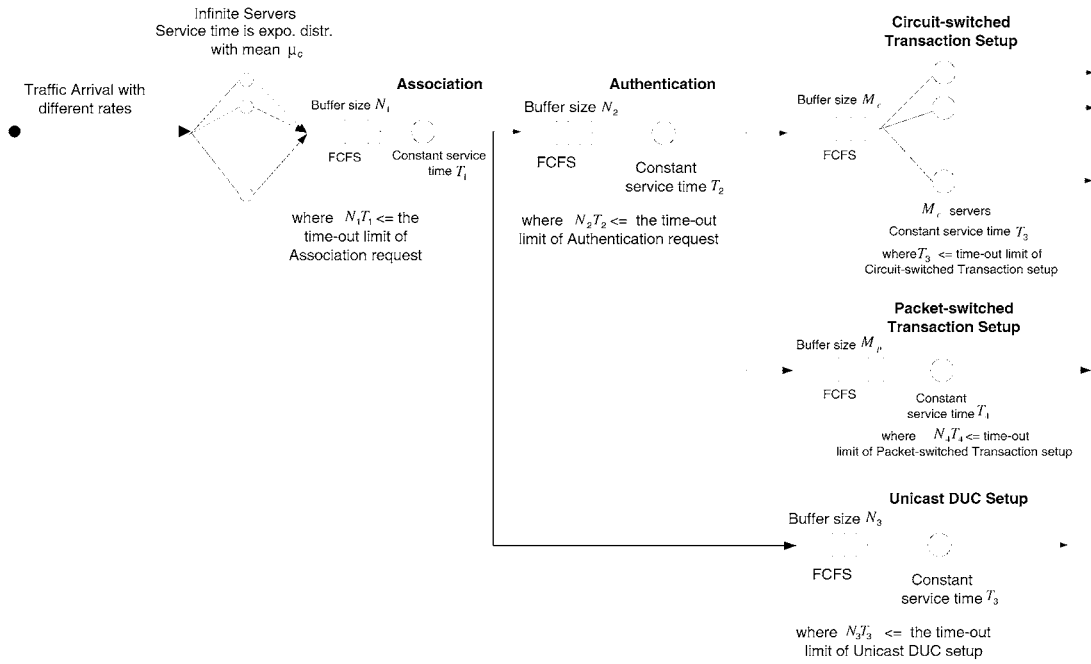 Infinite Servers
Service time is expo. distr.
with mean μc
Traffic Arrival with
different rates
Association
Buffer size N1
FCFS
Constant service
time T1
where N1T1 <= the
time-out limit of
Association request
Authentication
Buffer size N2
FCFS
Constant
service time T2
where N2T2 <= the time-out
limit of Authentication request
Circuit-switched
Transaction Setup
Buffer size Mc
FCFS
Mc servers
Constant service time T3
where T3 <= time-out limit of
Circuit-switched Transaction setup
Packet-switched
Transaction Setup
Buffer size
FCFS
Constant
service time T4
where N4T4 <= time-out
limit of Packet-switched Transaction setup
Unicast DUC Setup
Buffer size N3
FCFS
Constant
service time T3
where N3T3 <= the time-out
limit of Unicast DUC setup